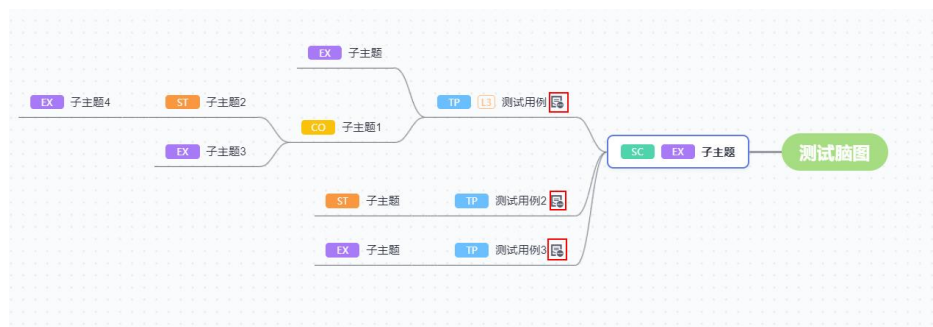 EX 子主题
EX 子主题4
ST 子主题2
TP L3 测试用例
CO 子主题1
EX 子主题3
SC EX 子主题
测试脑图
ST 子主题
TP 测试用例2
EX 子主题
TP 测试用例3